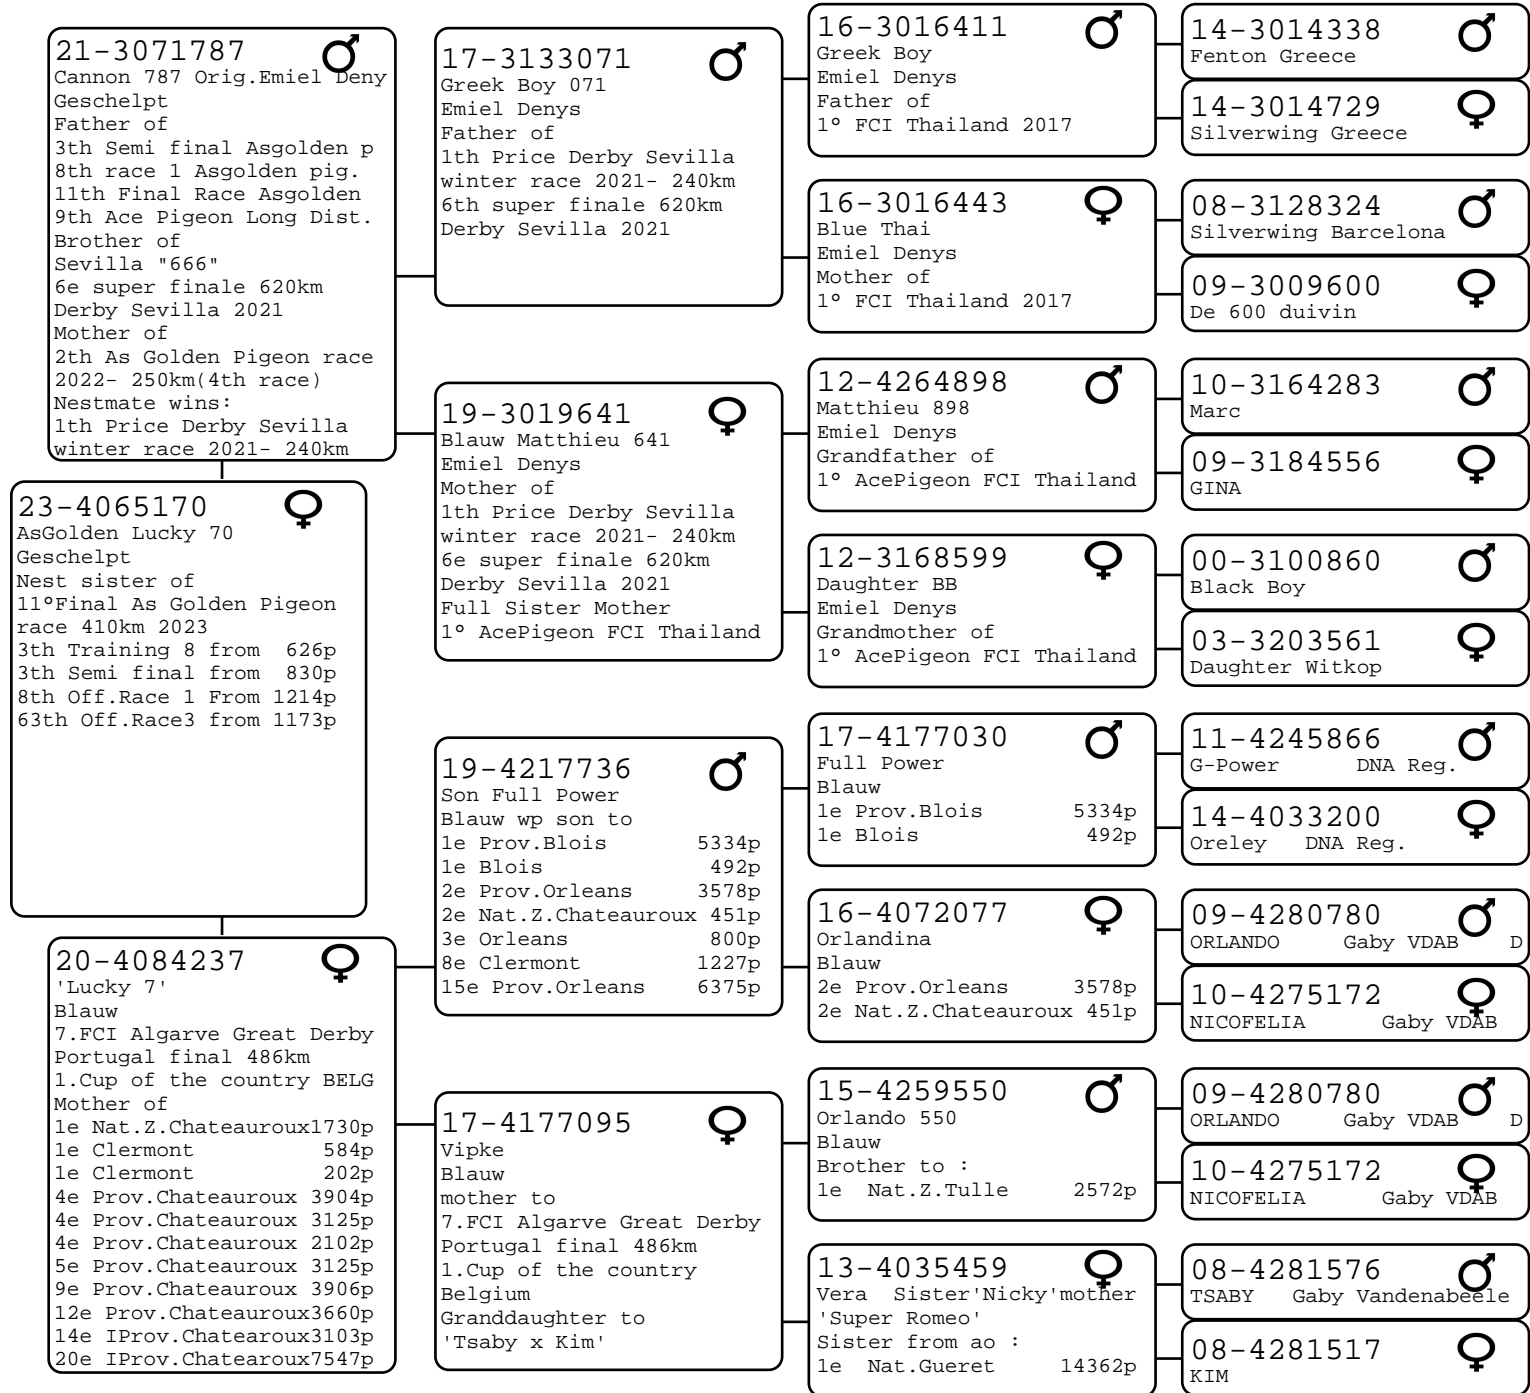 21-3071787
Cannon 787 Orig.Emiel Deny
Geschelpt
Father of
3th Semi final Asgolden p
8th race 1 Asgolden pig.
11th Final Race Asgolden
9th Ace Pigeon Long Dist.
Brother of
Sevilla "666"
6e super finale 620km
Derby Sevilla 2021
Mother of
2th As Golden Pigeon race
2022- 250km(4th race)
Nestmate wins:
1th Price Derby Sevilla
winter race 2021- 240km
23-4065170
AsGolden Lucky 70
Geschelpt
Nest sister of
11ºFinal As Golden Pigeon
race 410km 2023
3th Training 8 from 626p
3th Semi final from 830p
8th Off.Race 1 From 1214p
63th Off.Race3 from 1173p
20-4084237
'Lucky 7'
Blauw
7.FCI Algarve Great Derby
Portugal final 486km
1.Cup of the country BELG
Mother of
1e Nat.Z.Chateauroux1730p
1e Clermont 584p
1e Clermont 202p
4e Prov.Chateauroux 3904p
4e Prov.Chateauroux 3125p
4e Prov.Chateauroux 2102p
5e Prov.Chateauroux 3125p
9e Prov.Chateauroux 3906p
12e Prov.Chateauroux3660p
14e IProv.Chatearoux3103p
20e IProv.Chatearoux7547p
17-3133071
Greek Boy 071
Emiel Denys
Father of
1th Price Derby Sevilla
winter race 2021- 240km
6th super finale 620km
Derby Sevilla 2021
19-3019641
Blauw Matthieu 641
Emiel Denys
Mother of
1th Price Derby Sevilla
winter race 2021- 240km
6e super finale 620km
Derby Sevilla 2021
Full Sister Mother
1º AcePigeon FCI Thailand
19-4217736
Son Full Power
Blauw wp son to
1e Prov.Blois 5334p
1e Blois 492p
2e Prov.Orleans 3578p
2e Nat.Z.Chateauroux 451p
3e Orleans 800p
8e Clermont 1227p
15e Prov.Orleans 6375p
17-4177095
Vipke
Blauw
mother to
7.FCI Algarve Great Derby
Portugal final 486km
1.Cup of the country
Belgium
Granddaughter to
'Tsaby x Kim'
16-3016411
Greek Boy
Emiel Denys
Father of
1º FCI Thailand 2017
16-3016443
Blue Thai
Emiel Denys
Mother of
1º FCI Thailand 2017
12-4264898
Matthieu 898
Emiel Denys
Grandfather of
1º AcePigeon FCI Thailand
12-3168599
Daughter BB
Emiel Denys
Grandmother of
1º AcePigeon FCI Thailand
17-4177030
Full Power
Blauw
1e Prov.Blois 5334p
1e Blois 492p
16-4072077
Orlandina
Blauw
2e Prov.Orleans 3578p
2e Nat.Z.Chateauroux 451p
15-4259550
Orlando 550
Blauw
Brother to :
1e Nat.Z.Tulle 2572p
13-4035459
Vera Sister'Nicky'mother
'Super Romeo'
Sister from ao :
1e Nat.Gueret 14362p
14-3014338
Fenton Greece
14-3014729
Silverwing Greece
08-3128324
Silverwing Barcelona
09-3009600
De 600 duivin
10-3164283
Marc
09-3184556
GINA
00-3100860
Black Boy
03-3203561
Daughter Witkop
11-4245866
G-Power DNA Reg.
14-4033200
Oreley DNA Reg.
09-4280780
ORLANDO Gaby VDAB D
10-4275172
NICOFELIA Gaby VDAB
09-4280780
ORLANDO Gaby VDAB D
10-4275172
NICOFELIA Gaby VDAB
08-4281576
TSABY Gaby Vandenabeele
08-4281517
KIM